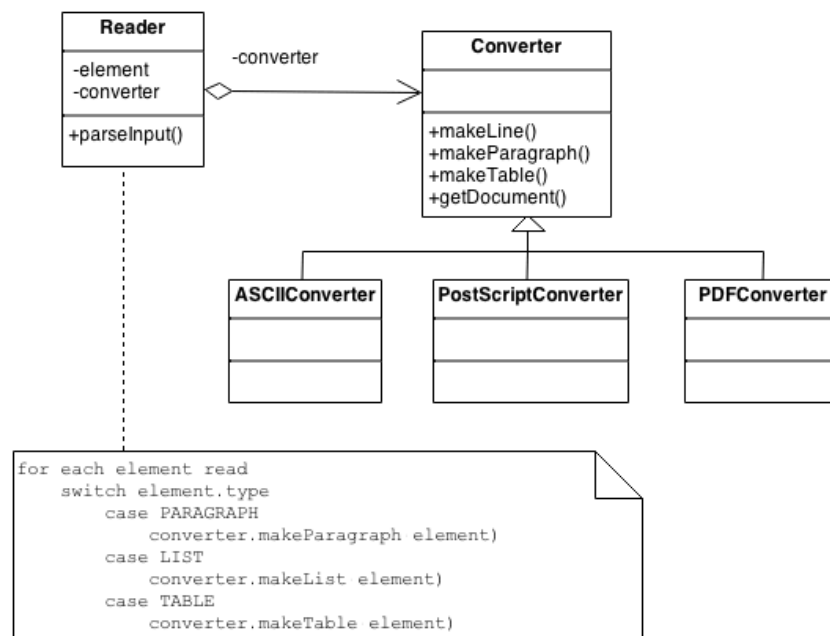 Reader
-element
-converter
+parseInput()
-converter
Converter
+makeLine()
+makeParagraph()
+makeTable()
+getDocument()
ASCIIConverter
PostScriptConverter
PDFConverter
for each element read
switch element.type
case PARAGRAPH
converter.makeParagraph element)
case LIST
converter.makeList element)
case TABLE
converter.makeTable element)